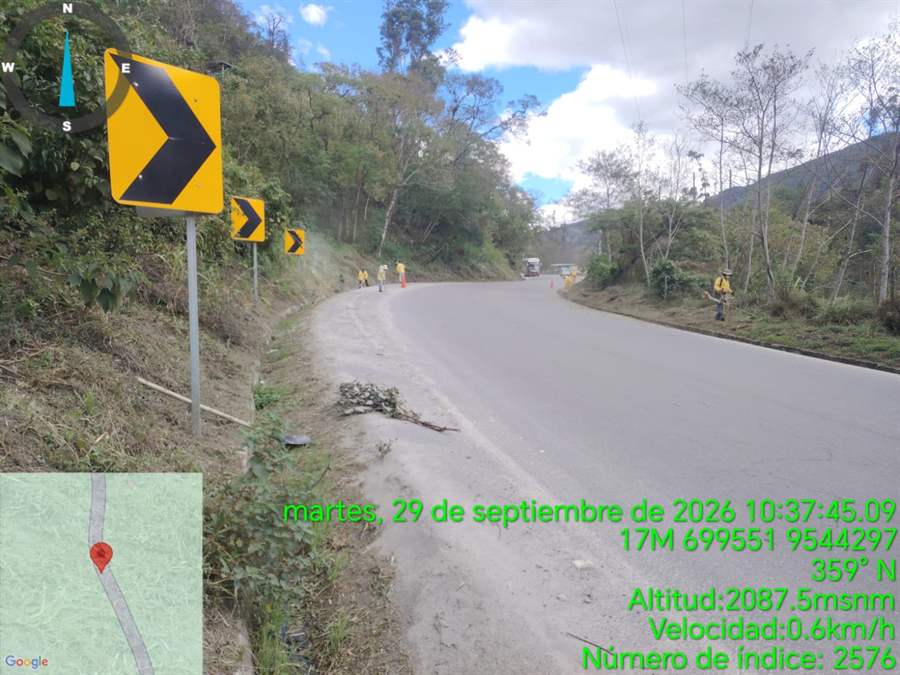 N
W E
S
martes, 29 de septiembre de 2026 10:37:45.09
17M 699551 9544297
359° N
Altitud:2087.5msnm
Velocidad:0.6km/h
Número de índice: 2576
Google